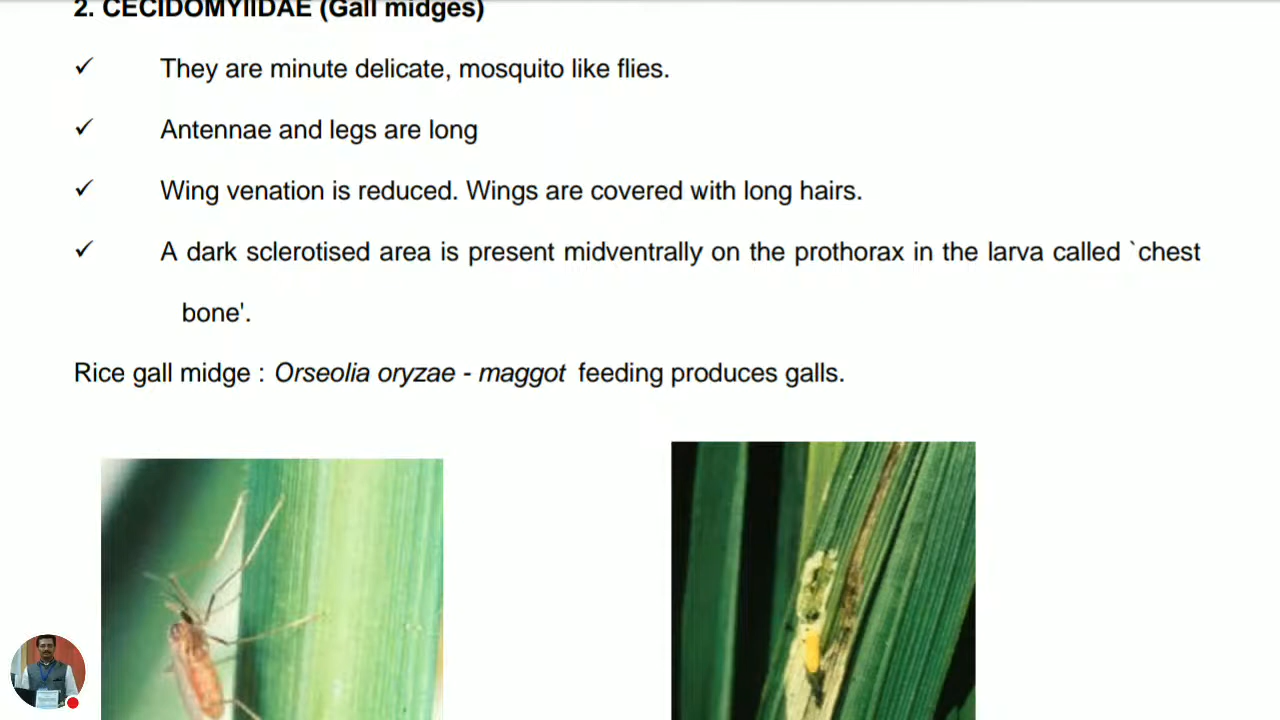 2. CECIDOMYIIDAE (Gall midges)
✓ They are minute delicate, mosquito like flies.
✓ Antennae and legs are long
✓ Wing venation is reduced. Wings are covered with long hairs.
✓ A dark sclerotised area is present midventrally on the prothorax in the larva called `chest
bone'.
Rice gall midge : Orseolia oryzae - maggot feeding produces galls.